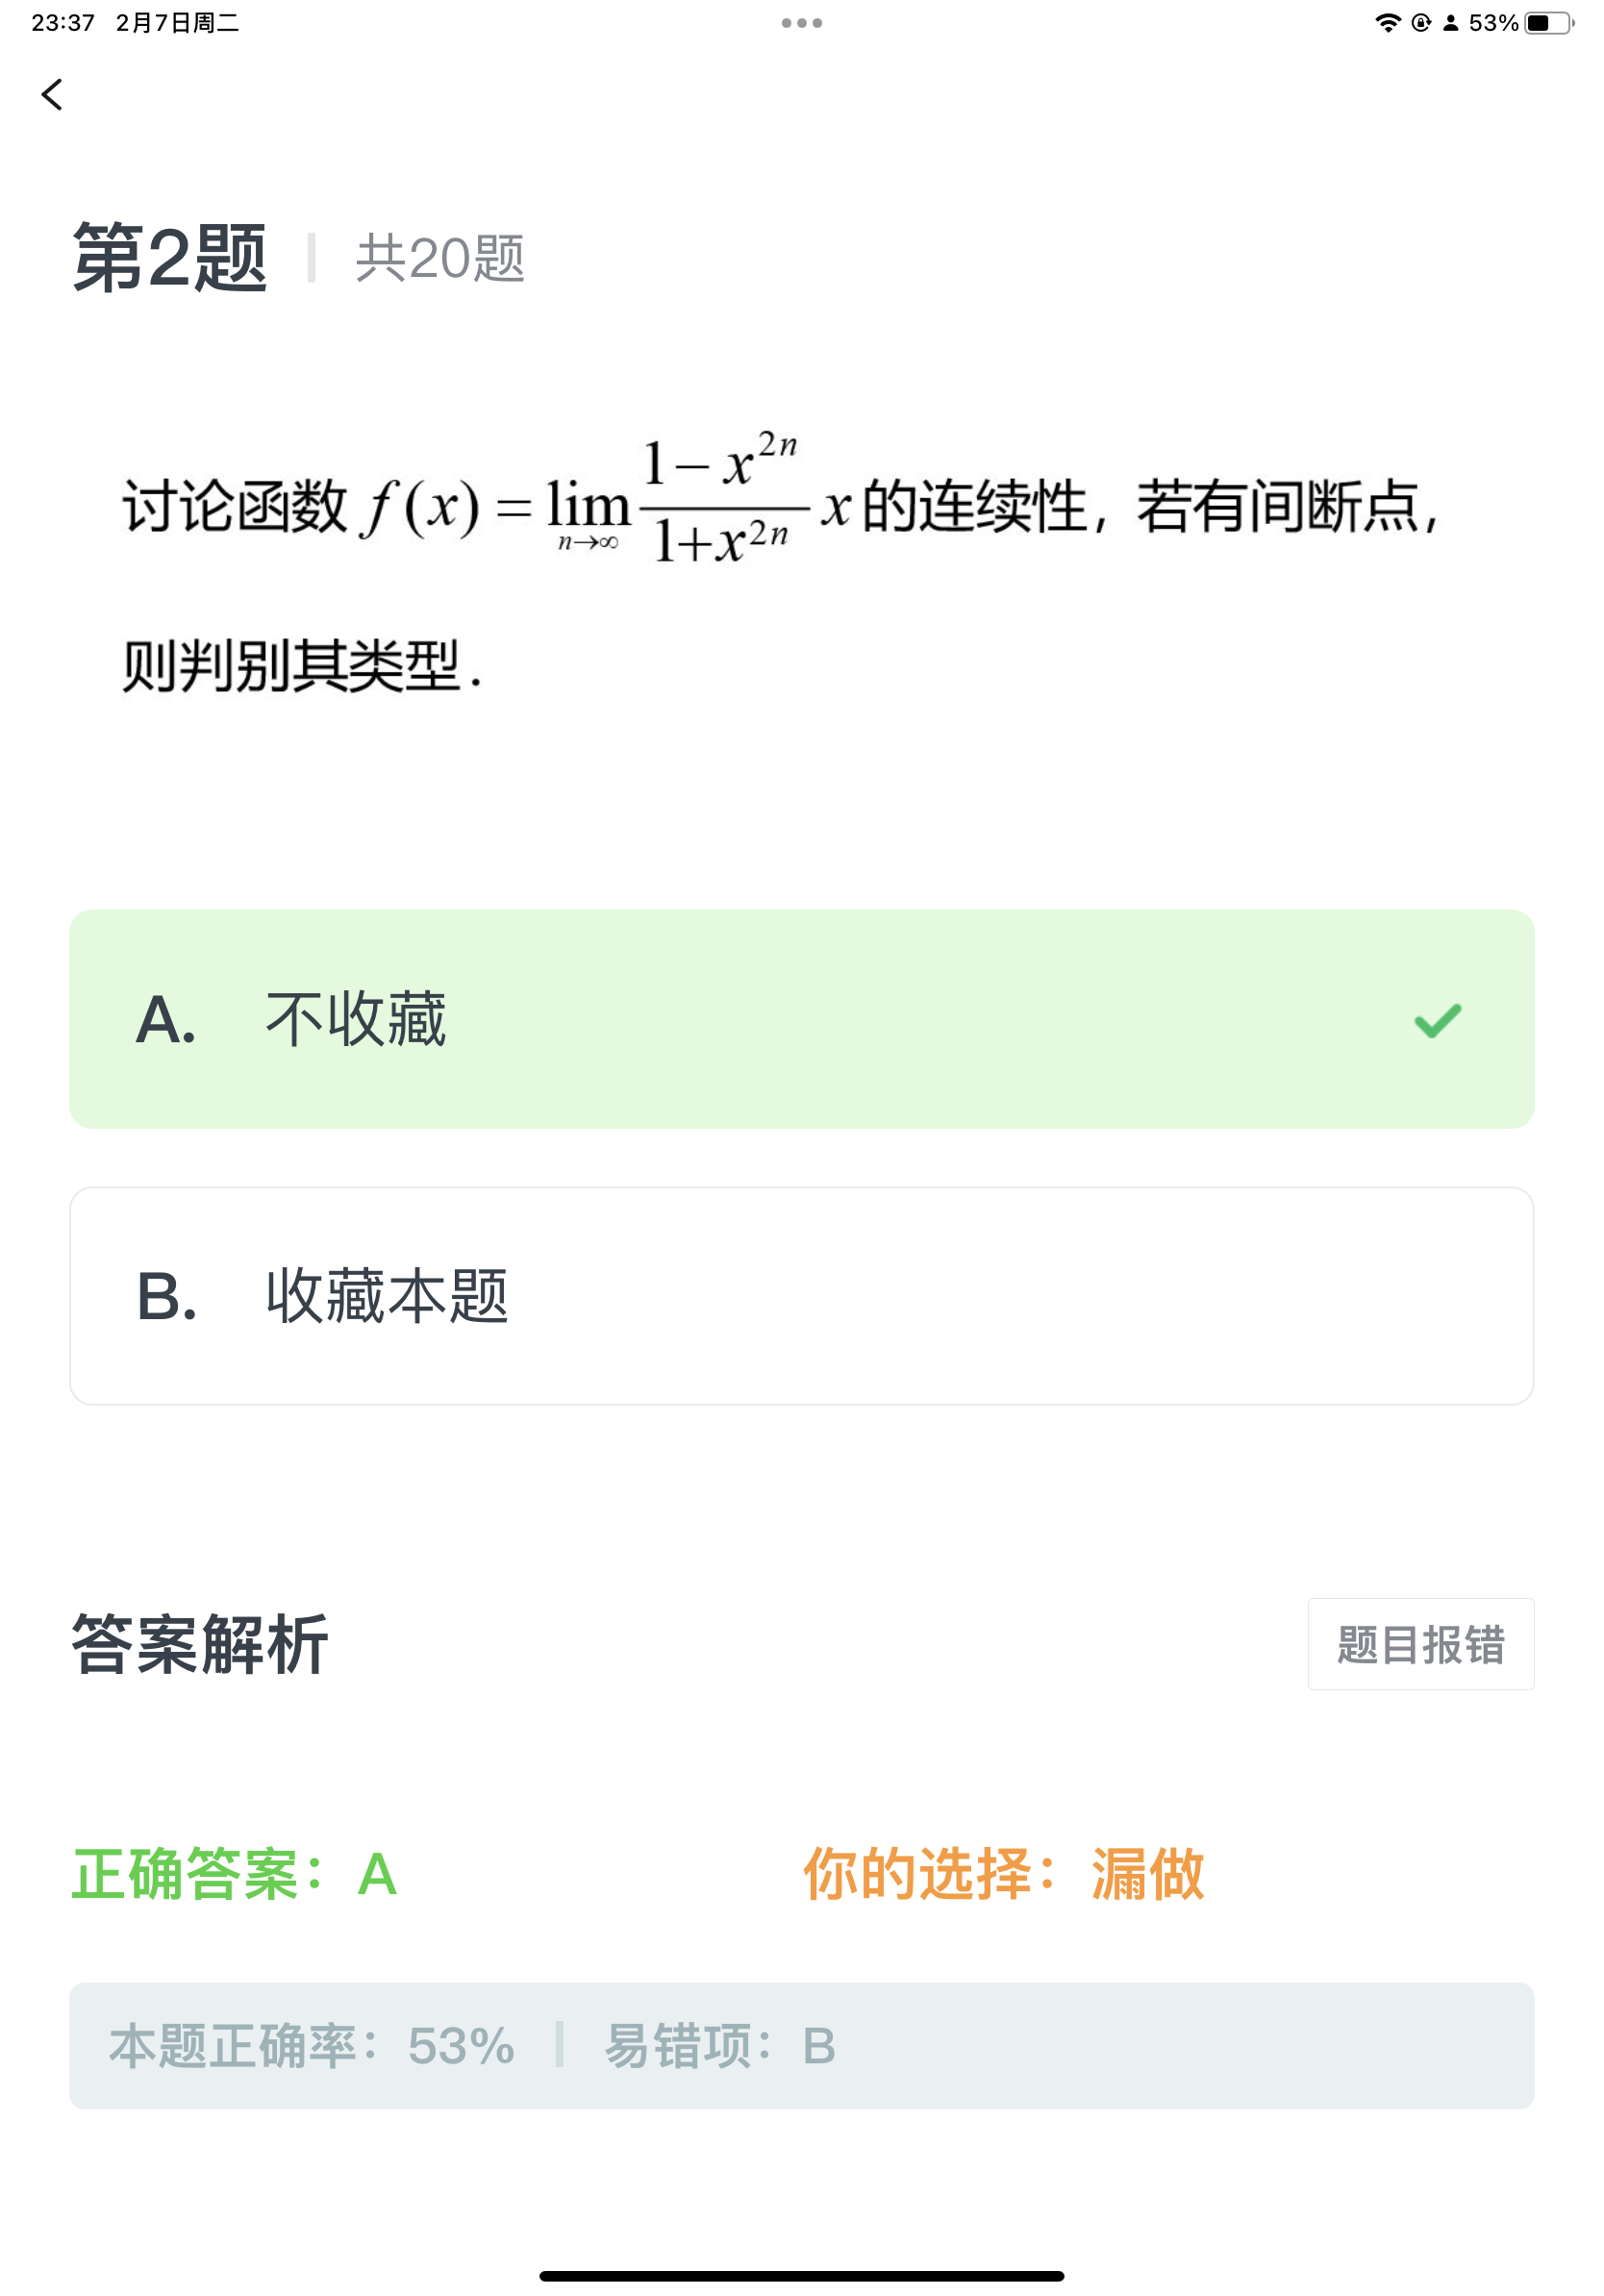 23:37 2月7日周二
53%
第2题 共20题
讨论函数 f(x) = lim_{n→∞} \frac{1-x^{2n}}{1+x^{2n}} x 的连续性，若有间断点，
则判别其类型.
A. 不收藏
B. 收藏本题
答案解析 题目报错
正确答案：A 你的选择：漏做
本题正确率：53% 易错项：B